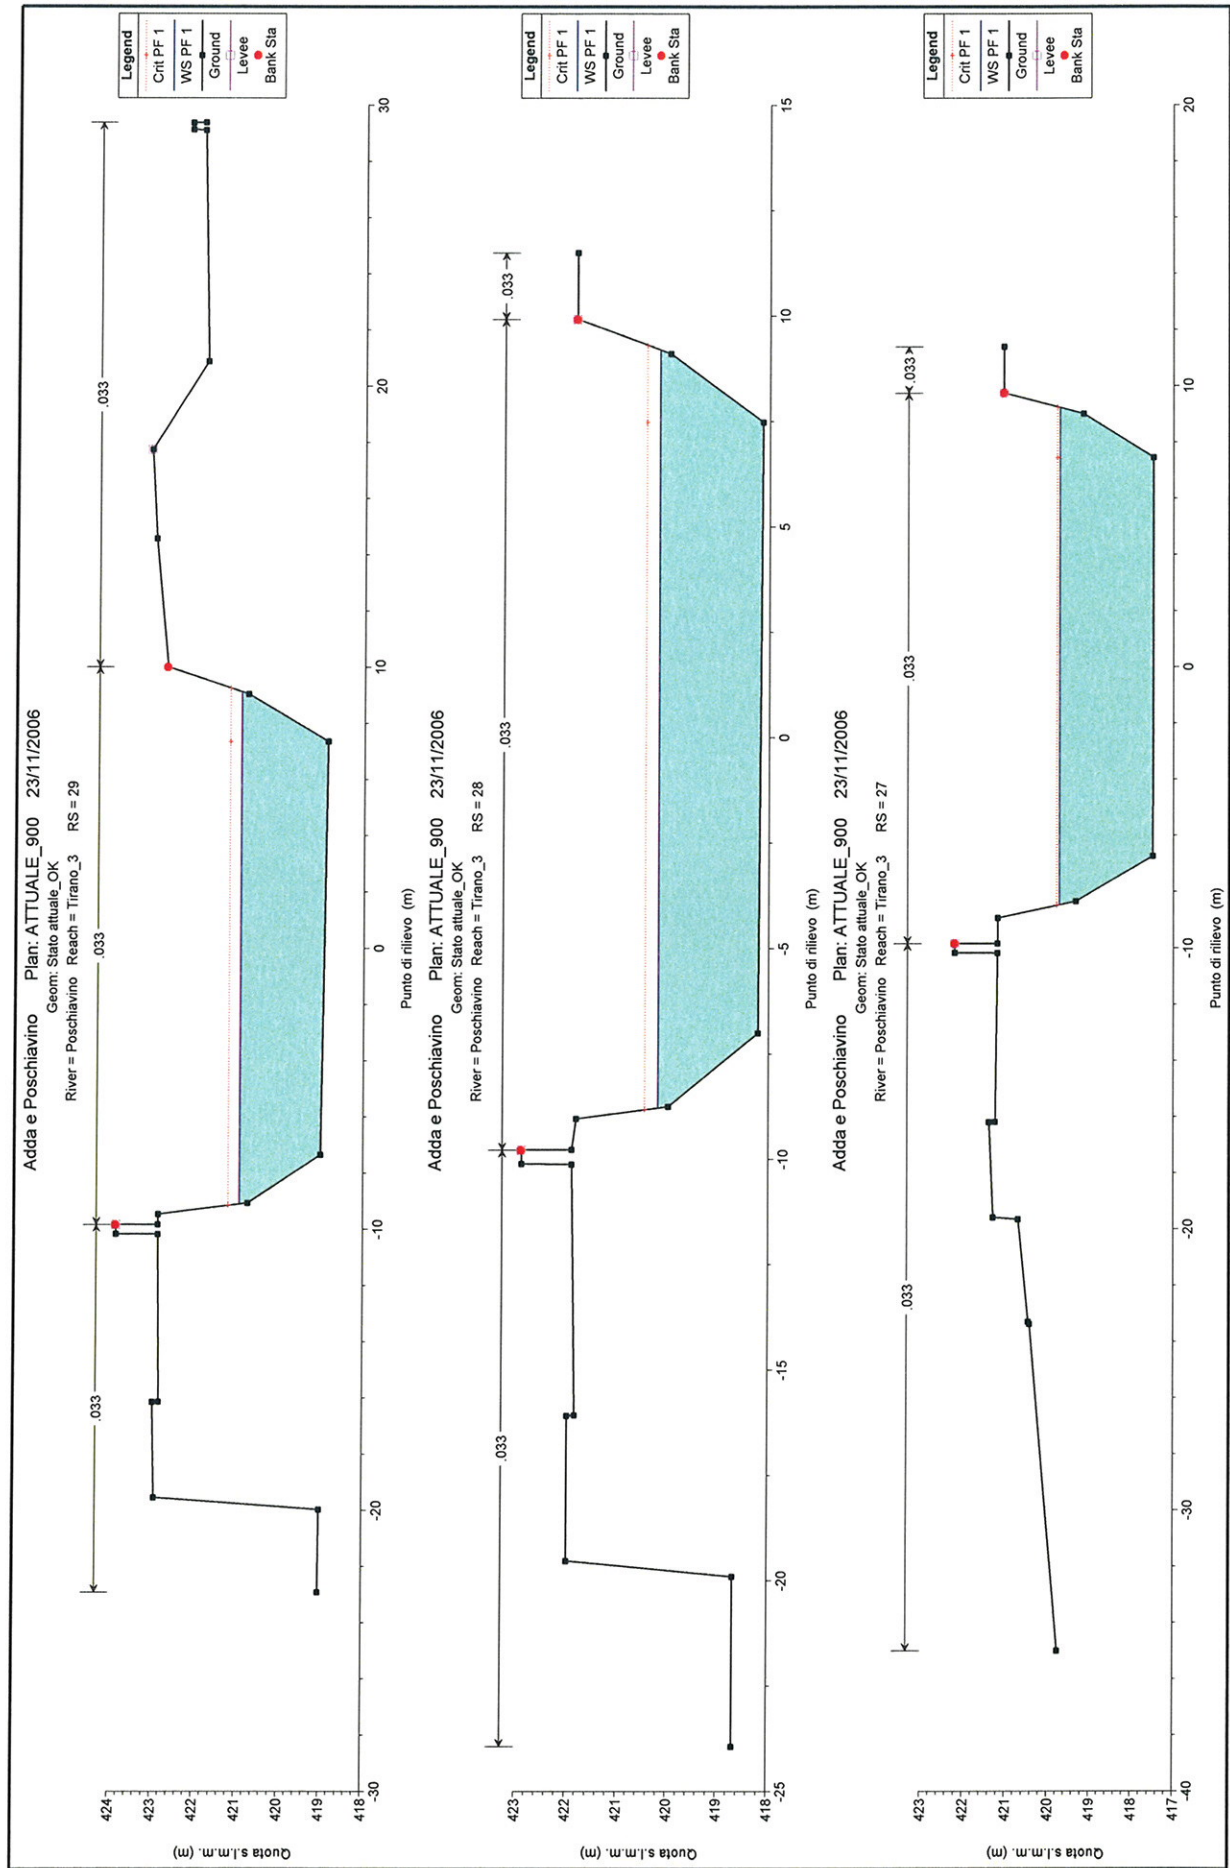 Adda e Poschiavino Plan: ATTUALE_900 23/11/2006
Geom: Stato attuale_OK
River = Poschiavino Reach = Tirano_3 RS = 29
.033
.033
.033
Legend
Crit PF 1
WS PF 1
Ground
Levee
Bank Sta
424
423
422
421
420
419
418
Quota s.l.m.m. (m)
-30
-20
-10
0
10
20
30
Punto di rilievo (m)
Adda e Poschiavino Plan: ATTUALE_900 23/11/2006
Geom: Stato attuale_OK
River = Poschiavino Reach = Tirano_3 RS = 28
.033
.033
.033
Legend
Crit PF 1
WS PF 1
Ground
Levee
Bank Sta
423
422
421
420
419
418
Quota s.l.m.m. (m)
-25
-20
-15
-10
-5
0
5
10
15
Punto di rilievo (m)
Adda e Poschiavino Plan: ATTUALE_900 23/11/2006
Geom: Stato attuale_OK
River = Poschiavino Reach = Tirano_3 RS = 27
.033
.033
.033
Legend
Crit PF 1
WS PF 1
Ground
Levee
Bank Sta
423
422
421
420
419
418
417
Quota s.l.m.m. (m)
-40
-30
-20
-10
0
10
20
Punto di rilievo (m)